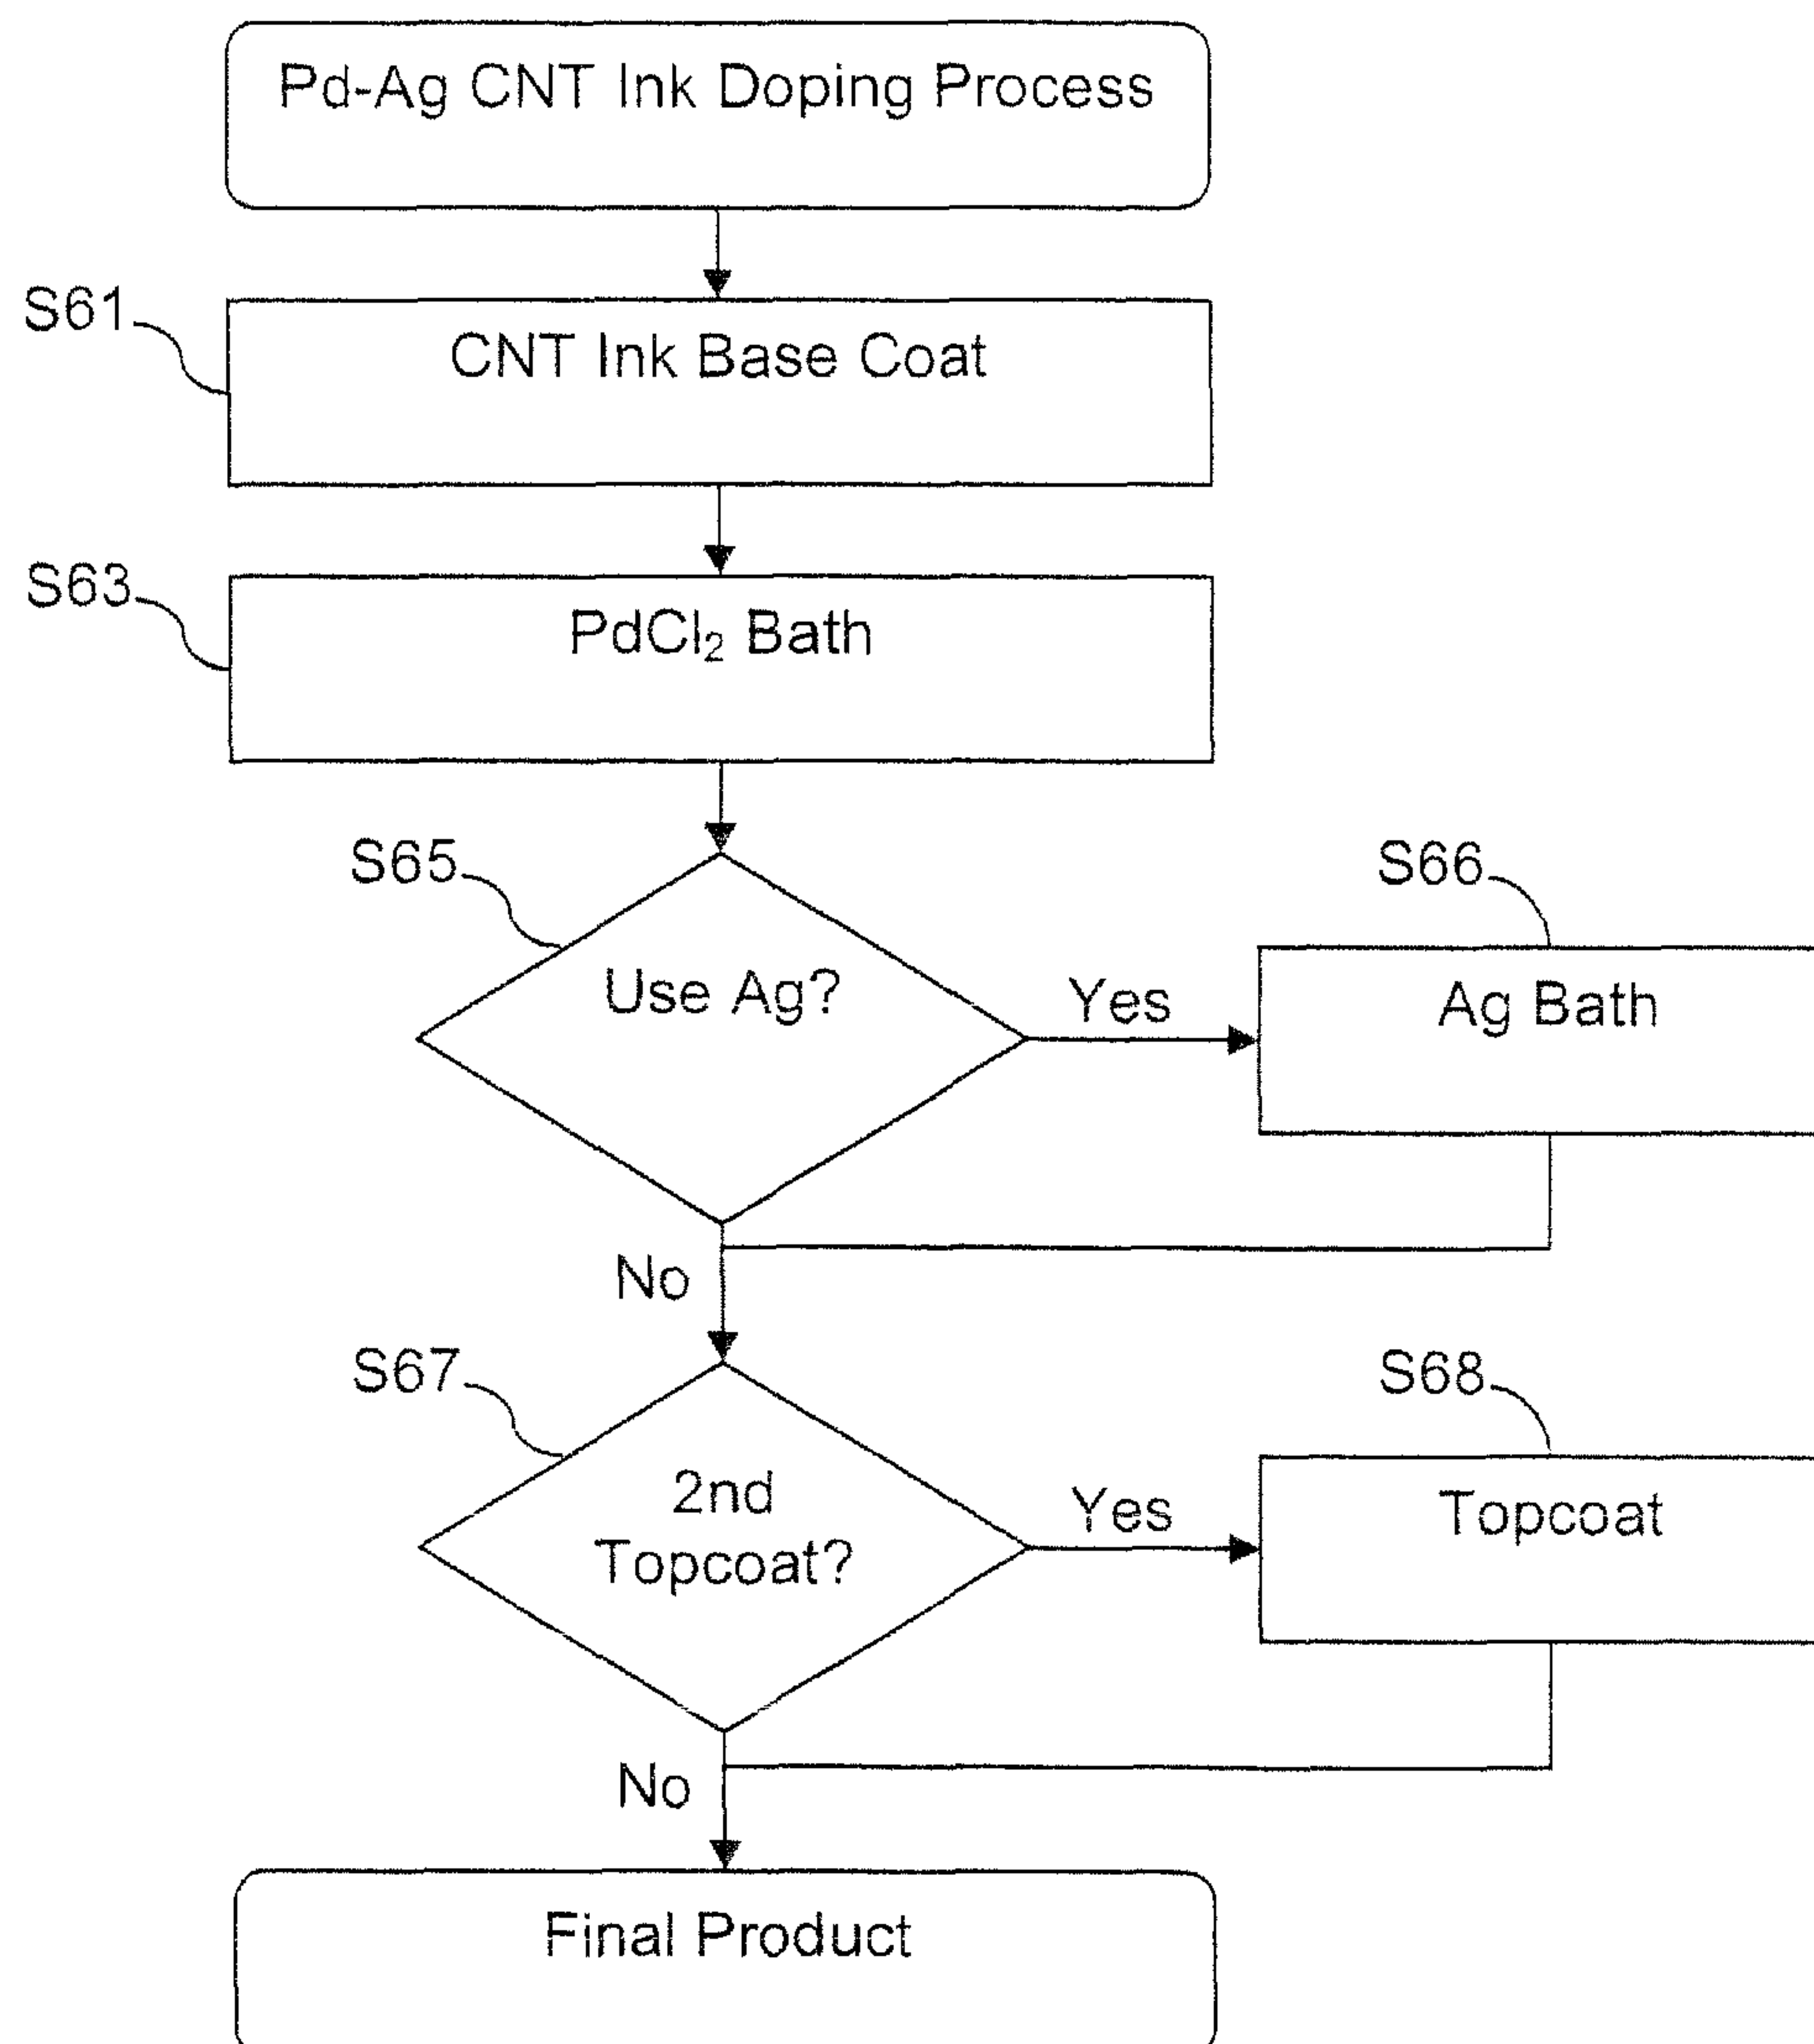 Pd-Ag CNT Ink Doping Process
S61
CNT Ink Base Coat
S63
PdCl₂ Bath
S65
Use Ag?
Yes
S66
Ag Bath
No
S67
2nd
Topcoat?
Yes
S68
Topcoat
No
Final Product